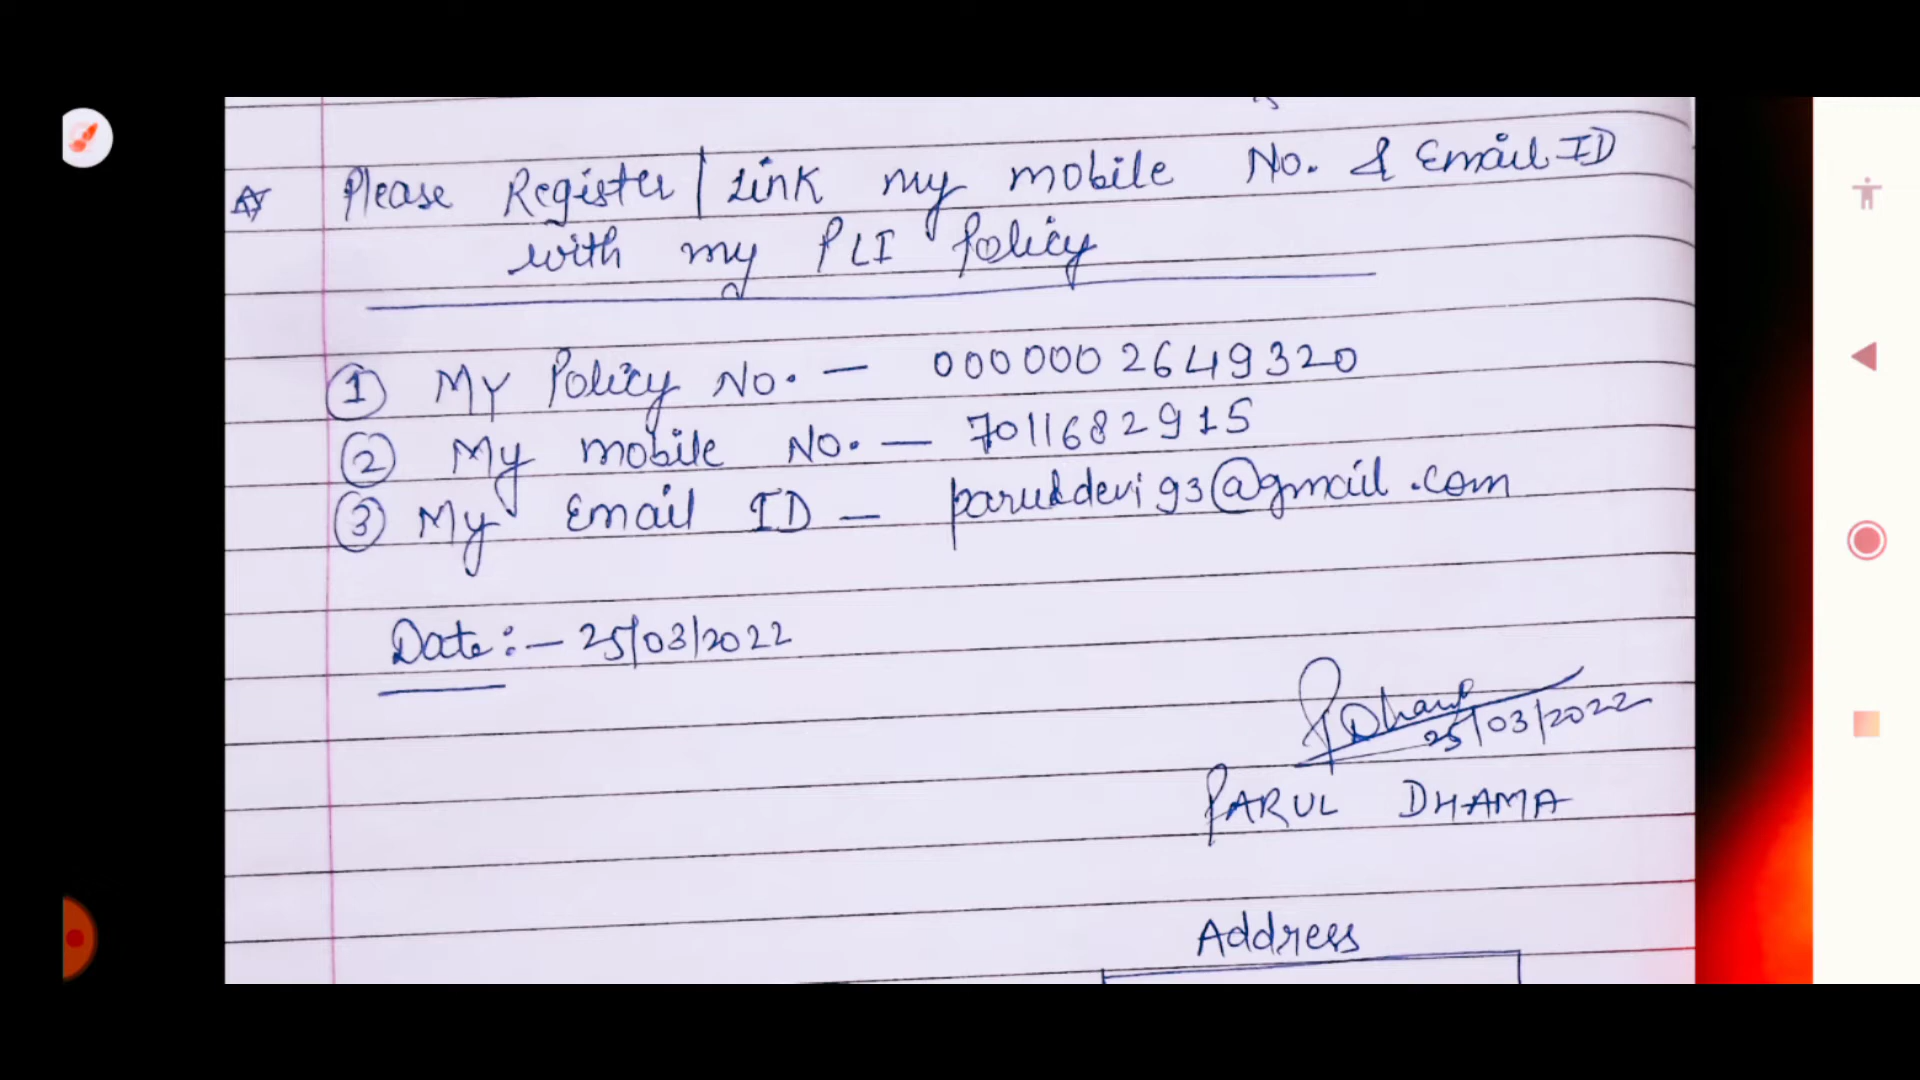 Please Register / Link my mobile No. & Email ID
with my PLI Policy
① My Policy No. — 0000002649320
② My mobile No. — 7011682915
③ My Email ID — paruldevi93@gmail.com
Date:- 25/03/2022
PDhama
25/03/2022
PARUL DHAMA
Address